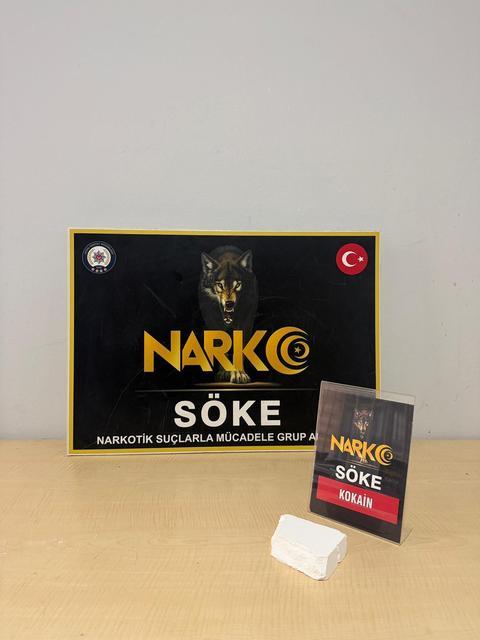 NARKO
SÖKE
NARKOTİK SUÇLARLA MÜCADELE GRUP
NARKO
SÖKE
KOKAİN